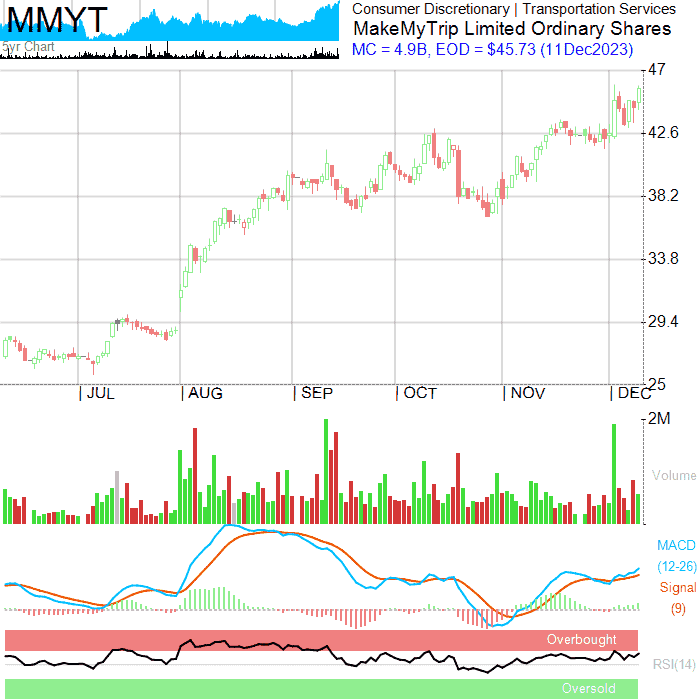 MMYT
5yr Chart
Consumer Discretionary | Transportation Services
MakeMyTrip Limited Ordinary Shares
MC = 4.9B, EOD = $45.73 (11Dec2023)
47
42.6
38.2
33.8
29.4
25
JUL AUG SEP OCT NOV DEC
2M
Volume
MACD
(12-26)
Signal
(9)
Overbought
RSI(14)
Oversold